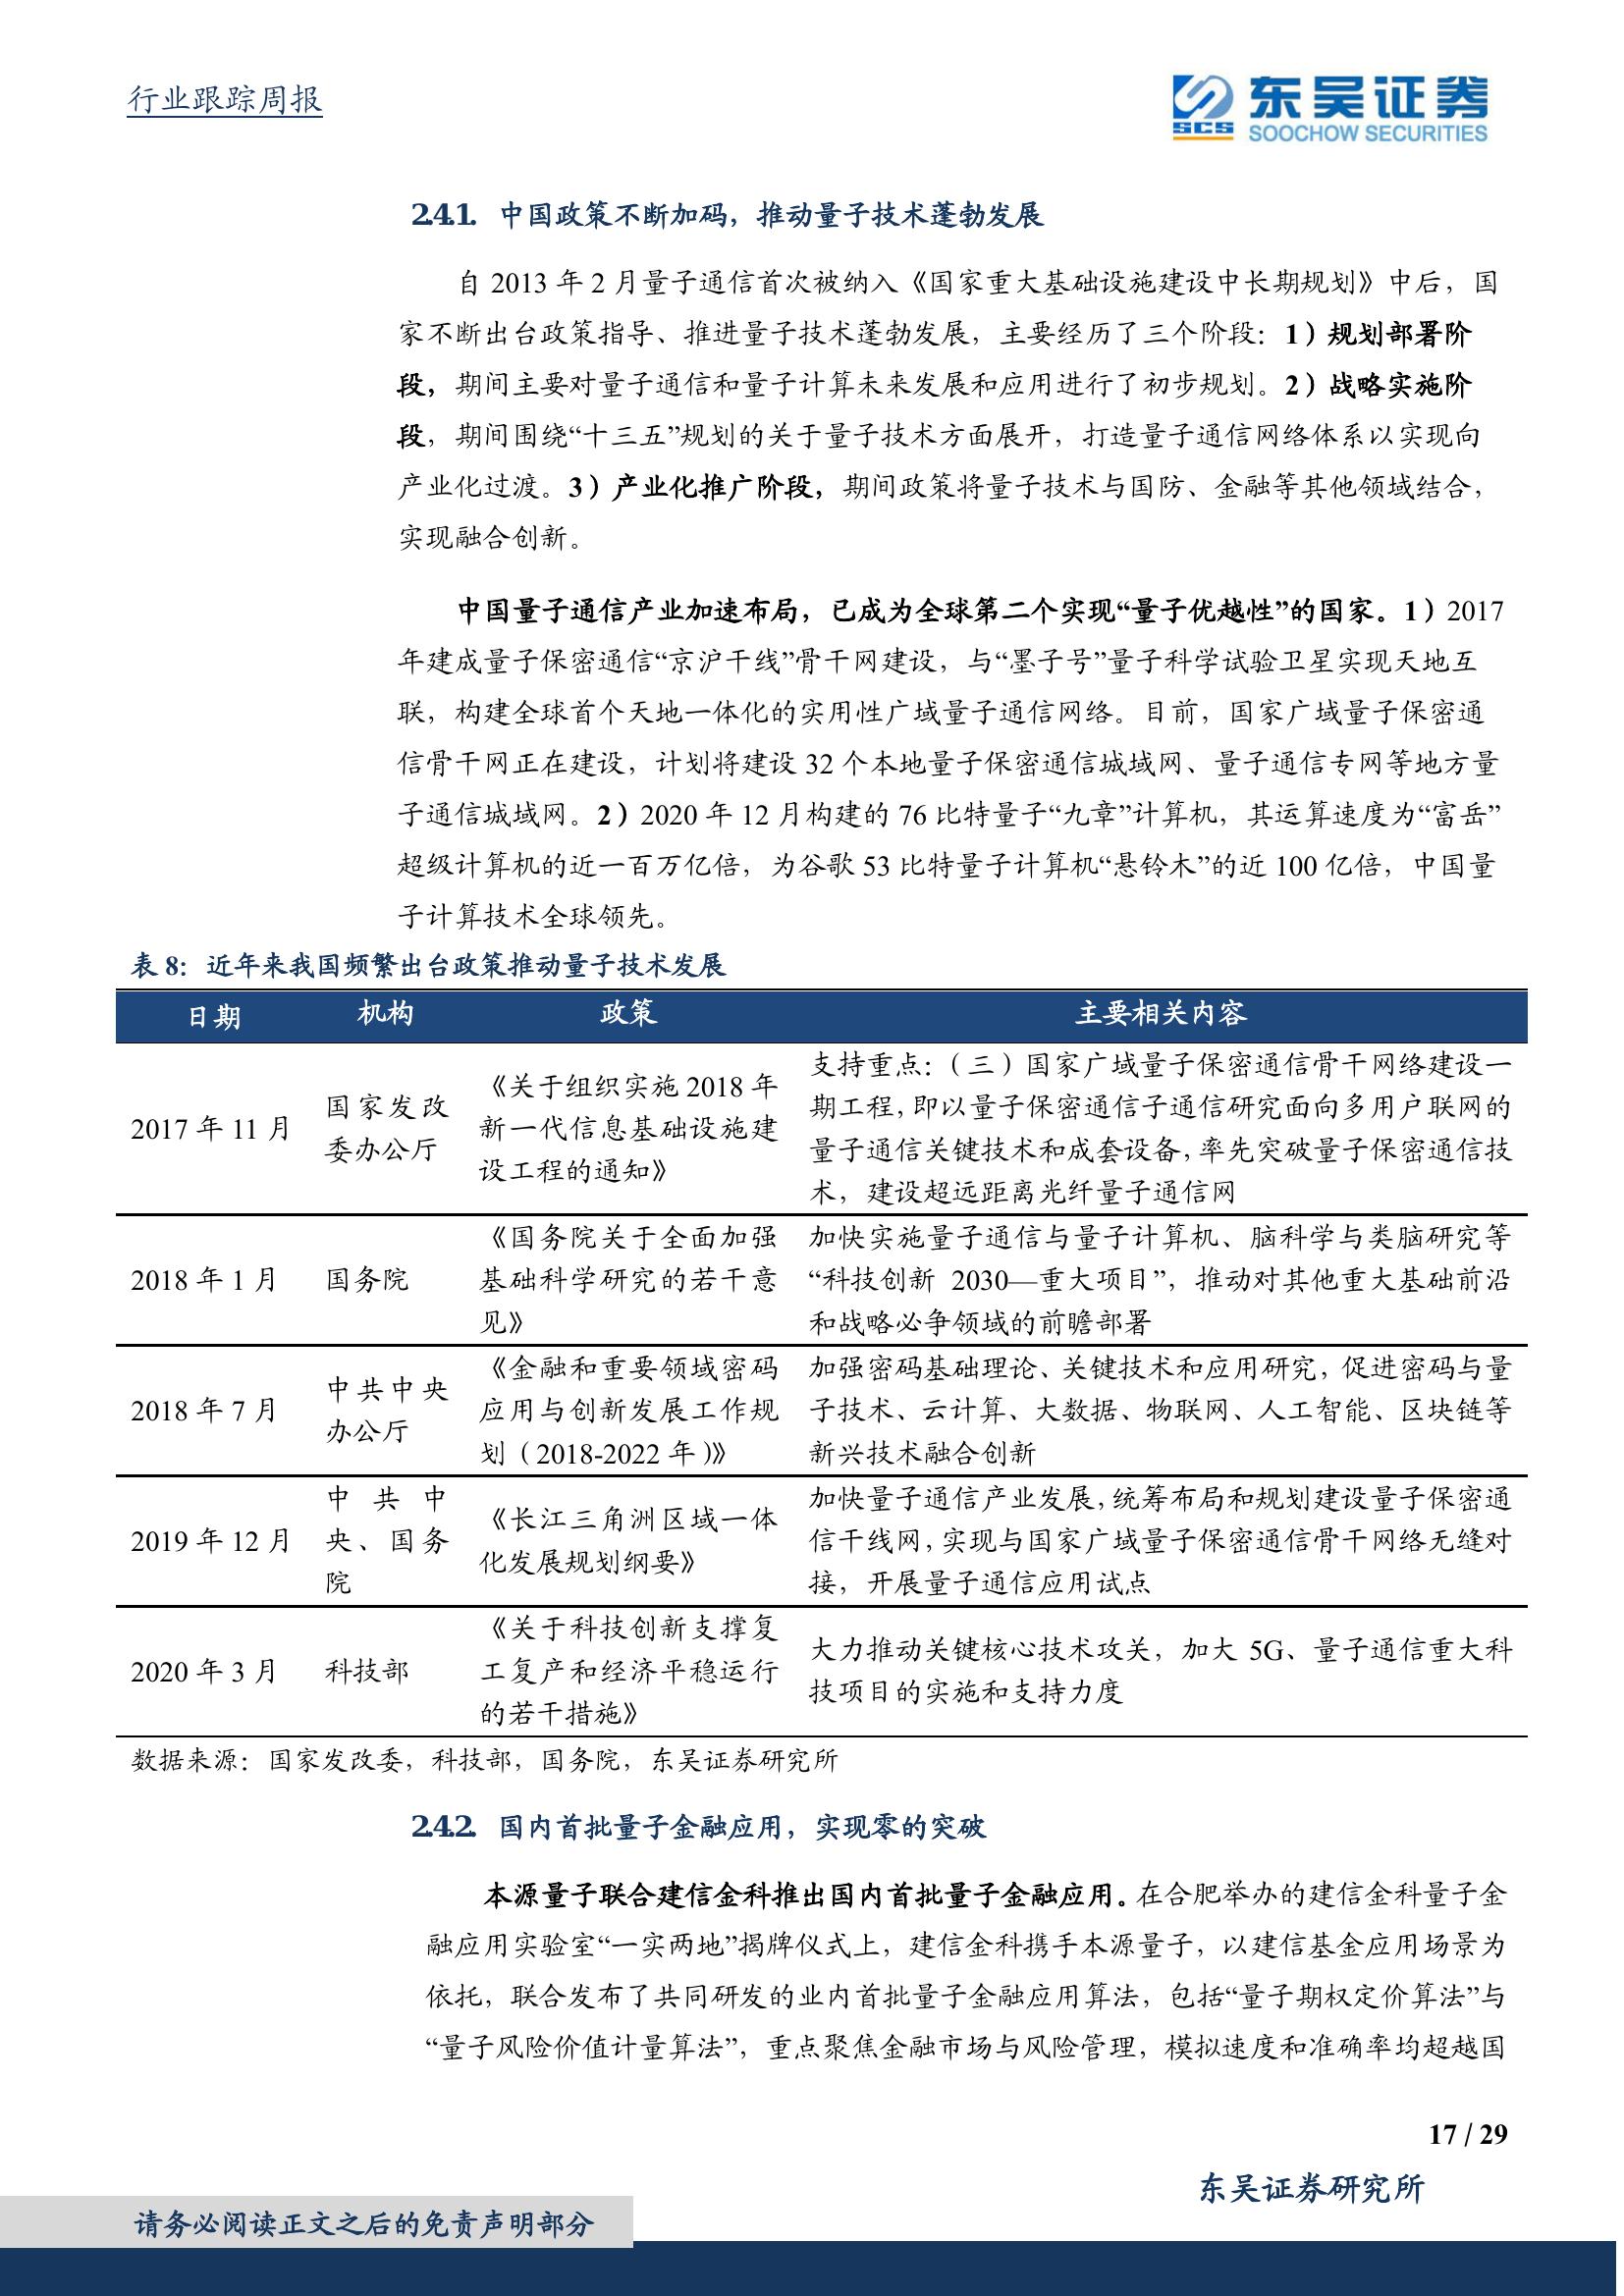 行业跟踪周报
东吴证券
SCS
SOOCHOW SECURITIES
2.4.1. 中国政策不断加码，推动量子技术蓬勃发展
自 2013 年 2 月量子通信首次被纳入《国家重大基础设施建设中长期规划》中后，国
家不断出台政策指导、推进量子技术蓬勃发展，主要经历了三个阶段：1）规划部署阶
段，期间主要对量子通信和量子计算未来发展和应用进行了初步规划。2）战略实施阶
段，期间围绕“十三五”规划的关于量子技术方面展开，打造量子通信网络体系以实现向
产业化过渡。3）产业化推广阶段，期间政策将量子技术与国防、金融等其他领域结合，
实现融合创新。
中国量子通信产业加速布局，已成为全球第二个实现“量子优越性”的国家。1）2017
年建成量子保密通信“京沪干线”骨干网建设，与“墨子号”量子科学试验卫星实现天地互
联，构建全球首个天地一体化的实用性广域量子通信网络。目前，国家广域量子保密通
信骨干网正在建设，计划将建设 32 个本地量子保密通信城域网、量子通信专网等地方量
子通信城域网。2）2020 年 12 月构建的 76 比特量子“九章”计算机，其运算速度为“富岳”
超级计算机的近一百万亿倍，为谷歌 53 比特量子计算机“悬铃木”的近 100 亿倍，中国量
子计算技术全球领先。
表 8：近年来我国频繁出台政策推动量子技术发展
日期 机构 政策 主要相关内容
2017 年 11 月
国家发改
委办公厅
《关于组织实施 2018 年
新一代信息基础设施建
设工程的通知》
支持重点：（三）国家广域量子保密通信骨干网络建设一
期工程，即以量子保密通信子通信研究面向多用户联网的
量子通信关键技术和成套设备，率先突破量子保密通信技
术，建设超远距离光纤量子通信网
2018 年 1 月
国务院
《国务院关于全面加强
基础科学研究的若干意
见》
加快实施量子通信与量子计算机、脑科学与类脑研究等
“科技创新 2030—重大项目”，推动对其他重大基础前沿
和战略必争领域的前瞻部署
2018 年 7 月
中共中央
办公厅
《金融和重要领域密码
应用与创新发展工作规
划（2018-2022 年）》
加强密码基础理论、关键技术和应用研究，促进密码与量
子技术、云计算、大数据、物联网、人工智能、区块链等
新兴技术融合创新
2019 年 12 月
中共中
央、国务
院
《长江三角洲区域一体
化发展规划纲要》
加快量子通信产业发展，统筹布局和规划建设量子保密通
信干线网，实现与国家广域量子保密通信骨干网络无缝对
接，开展量子通信应用试点
2020 年 3 月
科技部
《关于科技创新支撑复
工复产和经济平稳运行
的若干措施》
大力推动关键核心技术攻关，加大 5G、量子通信重大科
技项目的实施和支持力度
数据来源：国家发改委，科技部，国务院，东吴证券研究所
2.4.2. 国内首批量子金融应用，实现零的突破
本源量子联合建信金科推出国内首批量子金融应用。在合肥举办的建信金科量子金
融应用实验室“一实两地”揭牌仪式上，建信金科携手本源量子，以建信基金应用场景为
依托，联合发布了共同研发的业内首批量子金融应用算法，包括“量子期权定价算法”与
“量子风险价值计量算法”，重点聚焦金融市场与风险管理，模拟速度和准确率均超越国
17 / 29
东吴证券研究所
请务必阅读正文之后的免责声明部分